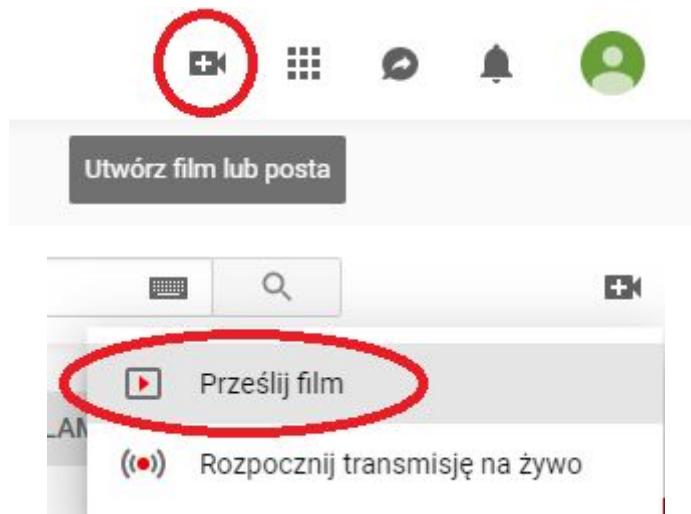 Utwórz film lub posta
Prześlij film
Rozpocznij transmisję na żywo